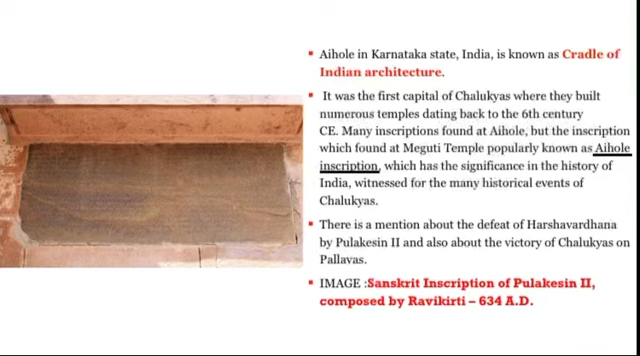 Aihole in Karnataka state, India, is known as Cradle of
Indian architecture.
It was the first capital of Chalukyas where they built
numerous temples dating back to the 6th century
CE. Many inscriptions found at Aihole, but the inscription
which found at Meguti Temple popularly known as Aihole
inscription, which has the significance in the history of
India, witnessed for the many historical events of
Chalukyas.
There is a mention about the defeat of Harshavardhana
by Pulakesin II and also about the victory of Chalukyas on
Pallavas.
IMAGE :Sanskrit Inscription of Pulakesin II,
composed by Ravikirti – 634 A.D.